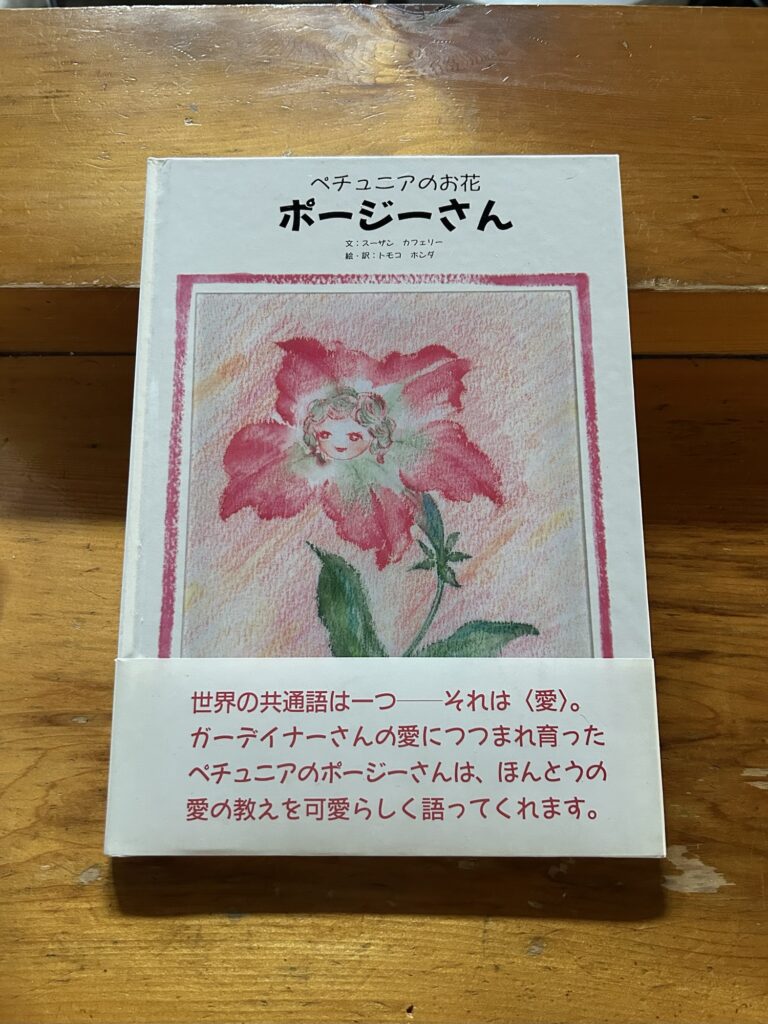 ペチュニアのお花
ポージーさん
文：スーザン　カフェリー
絵・訳：トモコ　ホンダ
世界の共通語は一つ――それは〈愛〉。
ガーデイナーさんの愛につつまれ育った
ペチュニアのポージーさんは、ほんとうの
愛の教えを可愛らしく語ってくれます。